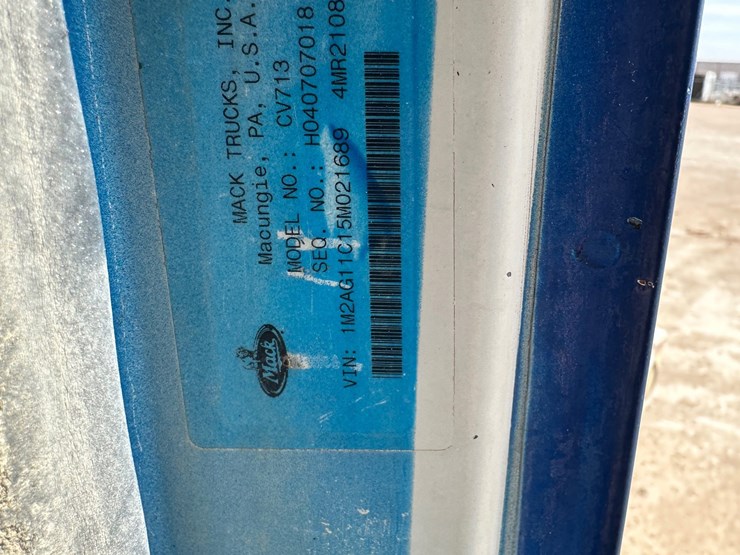 MACK TRUCKS, INC.
Macungie, PA, U.S.A.
MODEL NO.: CV713
SEQ. NO.: H040707018
VIN: 1M2AG11C15M021689 4MR2108
Mack